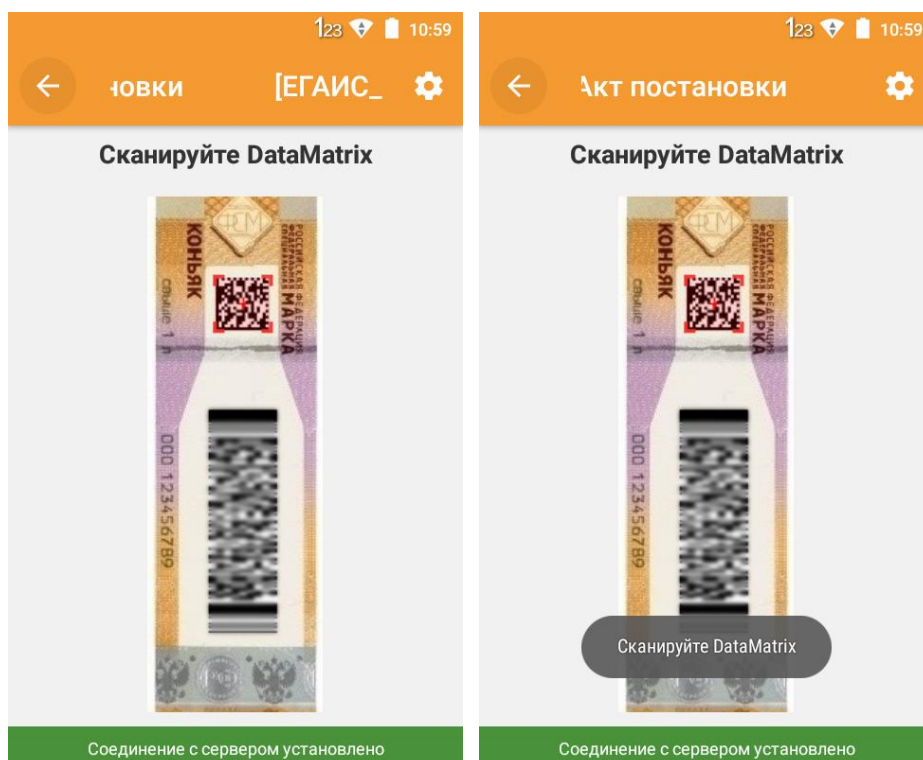 123 10:59
новки [ЕГАИС_
Сканируйте DataMatrix
РСМ
КОНЬЯК
свыше 1 л
РОССИЙСКАЯ ФЕДЕРАЦИЯ
ФЕДЕРАЛЬНАЯ
СПЕЦИАЛЬНАЯ МАРКА
000 123456789
Соединение с сервером установлено
123 10:59
Акт постановки
Сканируйте DataMatrix
КОНЬЯК
свыше 1 л
РОССИЙСКАЯ ФЕДЕРАЦИЯ
ФЕДЕРАЛЬНАЯ
СПЕЦИАЛЬНАЯ МАРКА
000 123456789
Сканируйте DataMatrix
Соединение с сервером установлено